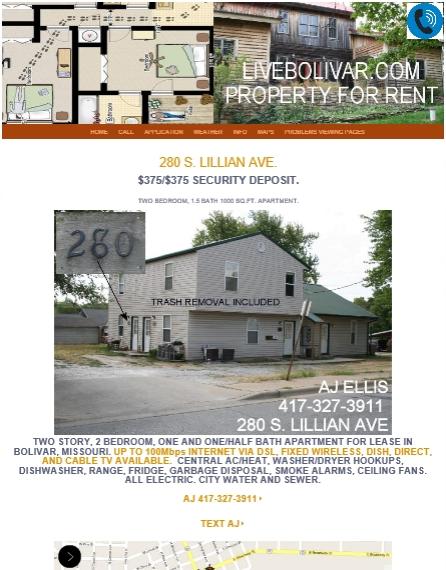 LIVEBOLIVAR.COM
PROPERTY FOR RENT
HOME CALL APPLICATION WEATHER INFO MAPS PROBLEMS VIEWING PAGES
280 S. LILLIAN AVE.
$375/$375 SECURITY DEPOSIT.
TWO BEDROOM, 1.5 BATH 1000 SQ.FT. APARTMENT.
280
TRASH REMOVAL INCLUDED
AJ ELLIS
417-327-3911
280 S. LILLIAN AVE
TWO STORY, 2 BEDROOM, ONE AND ONE/HALF BATH APARTMENT FOR LEASE IN
BOLIVAR, MISSOURI. UP TO 100Mbps INTERNET VIA DSL, FIXED WIRELESS, DISH, DIRECT,
AND CABLE TV AVAILABLE. CENTRAL AC/HEAT, WASHER/DRYER HOOKUPS,
DISHWASHER, RANGE, FRIDGE, GARBAGE DISPOSAL, SMOKE ALARMS, CEILING FANS.
ALL ELECTRIC. CITY WATER AND SEWER.
AJ 417-327-3911
TEXT AJ